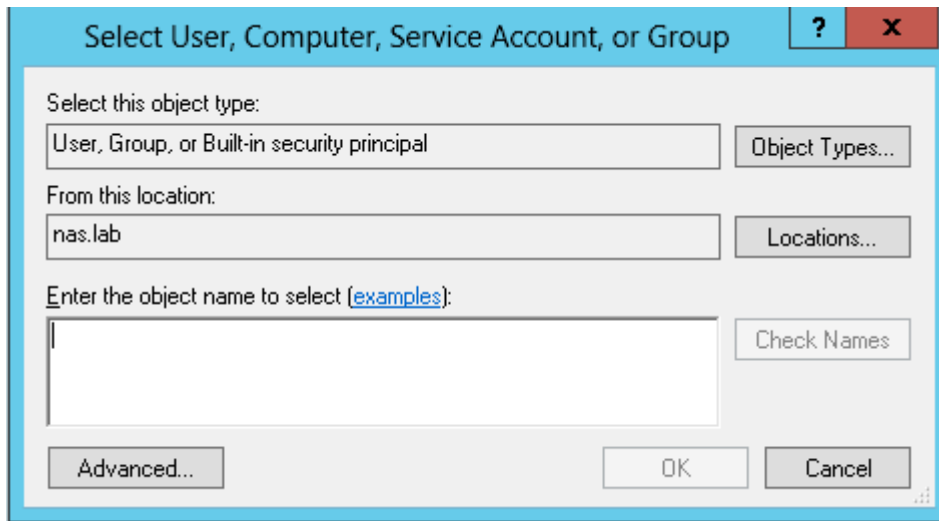 Select User, Computer, Service Account, or Group
? x
Select this object type:
User, Group, or Built-in security principal
Object Types...
From this location:
nas.lab
Locations...
Enter the object name to select (examples):
Check Names
Advanced...
OK
Cancel